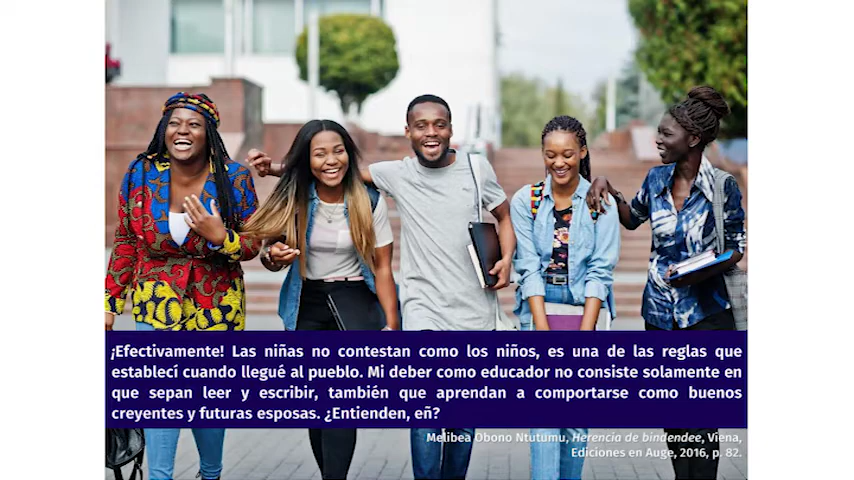 ¡Efectivamente! Las niñas no contestan como los niños, es una de las reglas que
establecí cuando llegué al pueblo. Mi deber como educador no consiste solamente en
que sepan leer y escribir, también que aprendan a comportarse como buenos
creyentes y futuras esposas. ¿Entienden, eñ?
Melibea Obono Ntutumu, Herencia de bindendee, Viena,
Ediciones en Auge, 2016, p. 82.